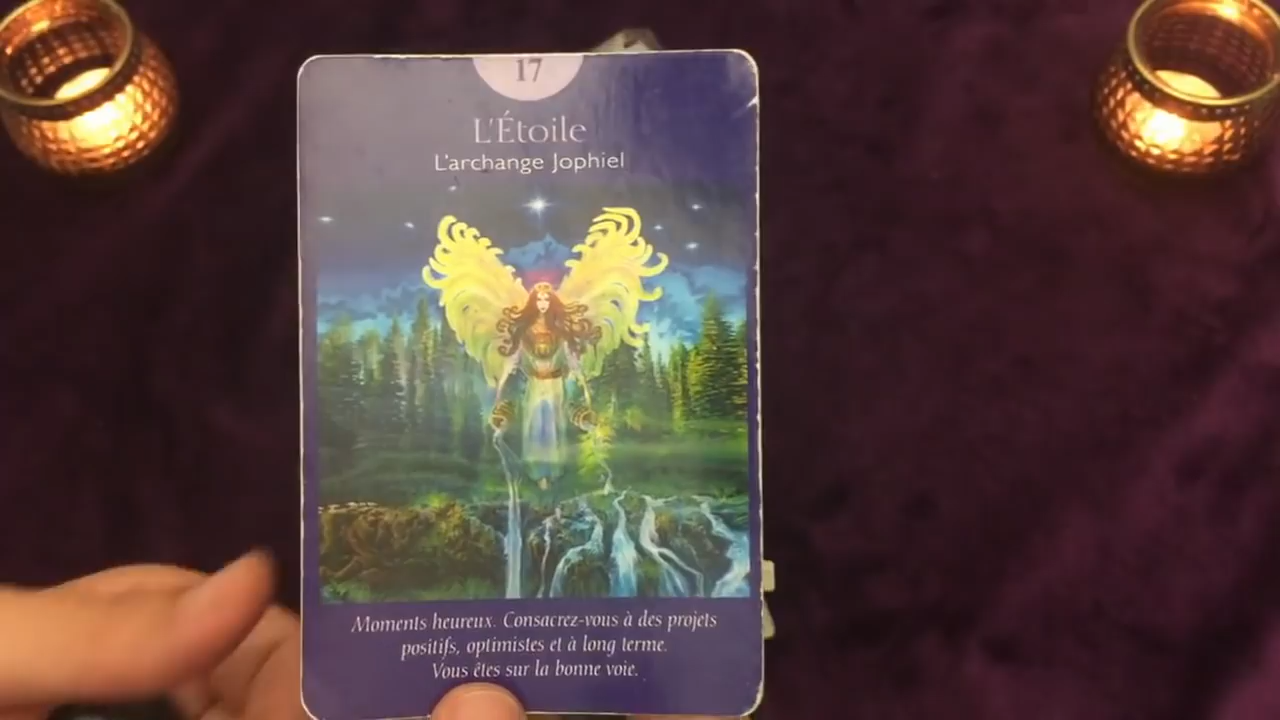 17
L'Étoile
L'archange Jophiel
Moments heureux. Consacrez-vous à des projets
positifs, optimistes et à long terme.
Vous êtes sur la bonne voie.